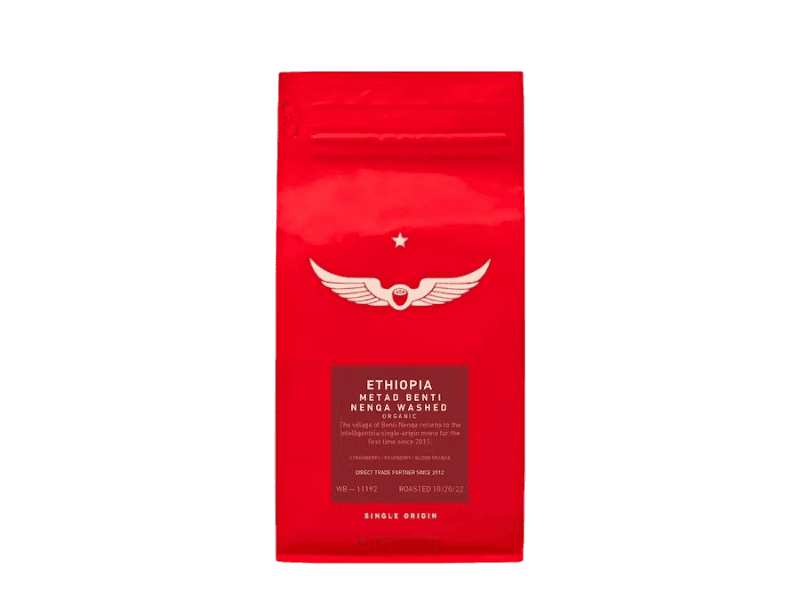 ETHIOPIA
METAD BENTI
NENQA WASHED
ORGANIC
The village of Benti Nenqa returns to the
Intelligentsia single-origin menu for the
first time since 2015.
STRAWBERRY / BOYSENBERRY / BLOOD ORANGE
DIRECT TRADE PARTNER SINCE 2012
WB — 11192 ROASTED 10/26/22
SINGLE ORIGIN